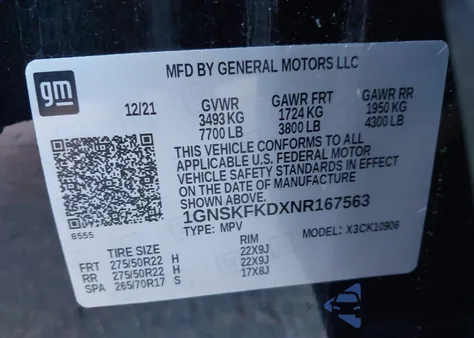 gm
MFD BY GENERAL MOTORS LLC
12/21 GVWR GAWR FRT GAWR RR
3493 KG 1724 KG 1950 KG
7700 LB 3800 LB 4300 LB
THIS VEHICLE CONFORMS TO ALL
APPLICABLE U.S. FEDERAL MOTOR
VEHICLE SAFETY STANDARDS IN EFFECT
ON THE DATE OF MANUFACTURE
1GNSKFKDXNR167563
8555 TYPE: MPV MODEL: X3CK10906
TIRE SIZE RIM
FRT 275/50R22 H 22X9J
RR 275/50R22 H 22X9J
SPA 265/70R17 S 17X8J